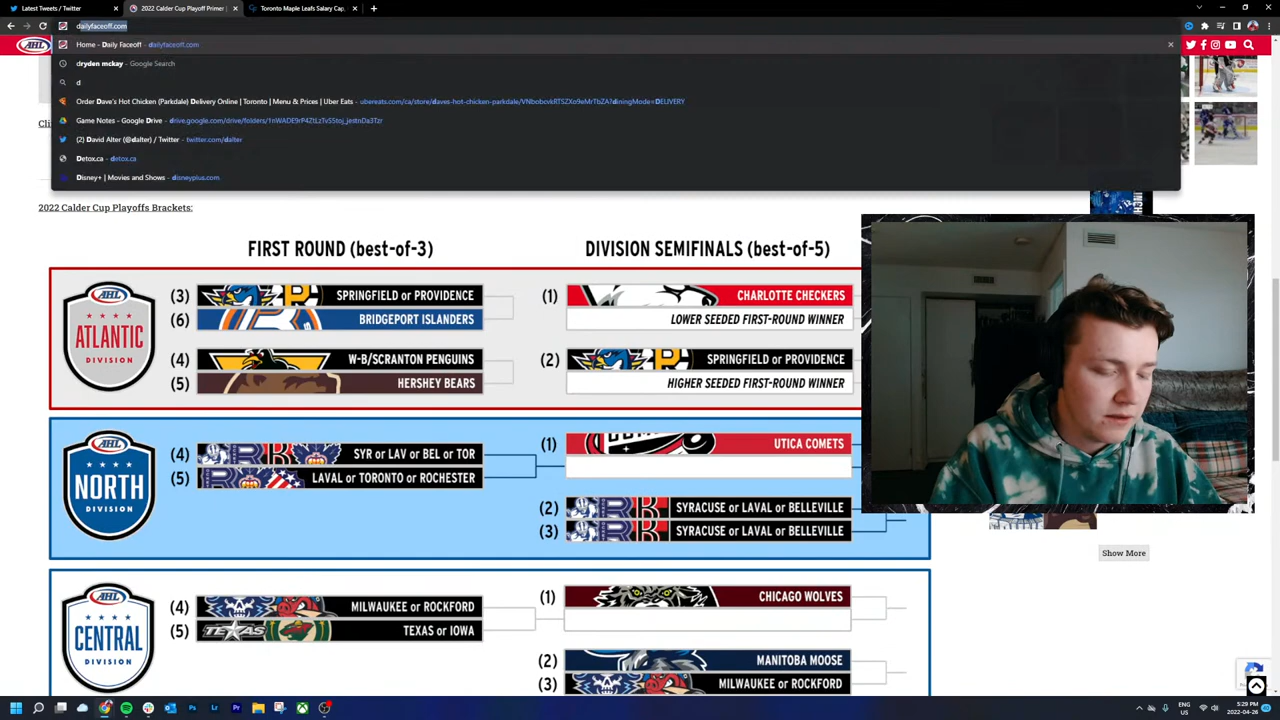 Latest Tweets / Twitter
2022 Calder Cup Playoff Primer |
Toronto Maple Leafs Salary Cap,
dailyfaceoff.com
Home - Daily Faceoff - dailyfaceoff.com
dryden mckay - Google Search
d
Order Dave's Hot Chicken (Parkdale) Delivery Online | Toronto | Menu & Prices | Uber Eats -
Game Notes - Google Drive -
(2) David Alter (@dalter) / Twitter - twitter.com/dalter
Detox.ca - detox.ca
Disney+ | Movies and Shows - disneyplus.com
AHL
2022 Calder Cup Playoffs Brackets:
FIRST ROUND (best-of-3)
DIVISION SEMIFINALS (best-of-5)
AHL
ATLANTIC
DIVISION
(3) SPRINGFIELD or PROVIDENCE
(6) BRIDGEPORT ISLANDERS
(4) W-B/SCRANTON PENGUINS
(5) HERSHEY BEARS
(1) CHARLOTTE CHECKERS
LOWER SEEDED FIRST-ROUND WINNER
(2) SPRINGFIELD or PROVIDENCE
HIGHER SEEDED FIRST-ROUND WINNER
AHL
NORTH
DIVISION
(4) SYR or LAV or BEL or TOR
(5) LAVAL or TORONTO or ROCHESTER
(1) UTICA COMETS
(2) SYRACUSE or LAVAL or BELLEVILLE
(3) SYRACUSE or LAVAL or BELLEVILLE
AHL
CENTRAL
DIVISION
(4) MILWAUKEE or ROCKFORD
(5) TEXAS or IOWA
TEXAS
(1) CHICAGO WOLVES
(2) MANITOBA MOOSE
(3) MILWAUKEE or ROCKFORD
Show More
ENG
US
5:29 PM
2022-04-26